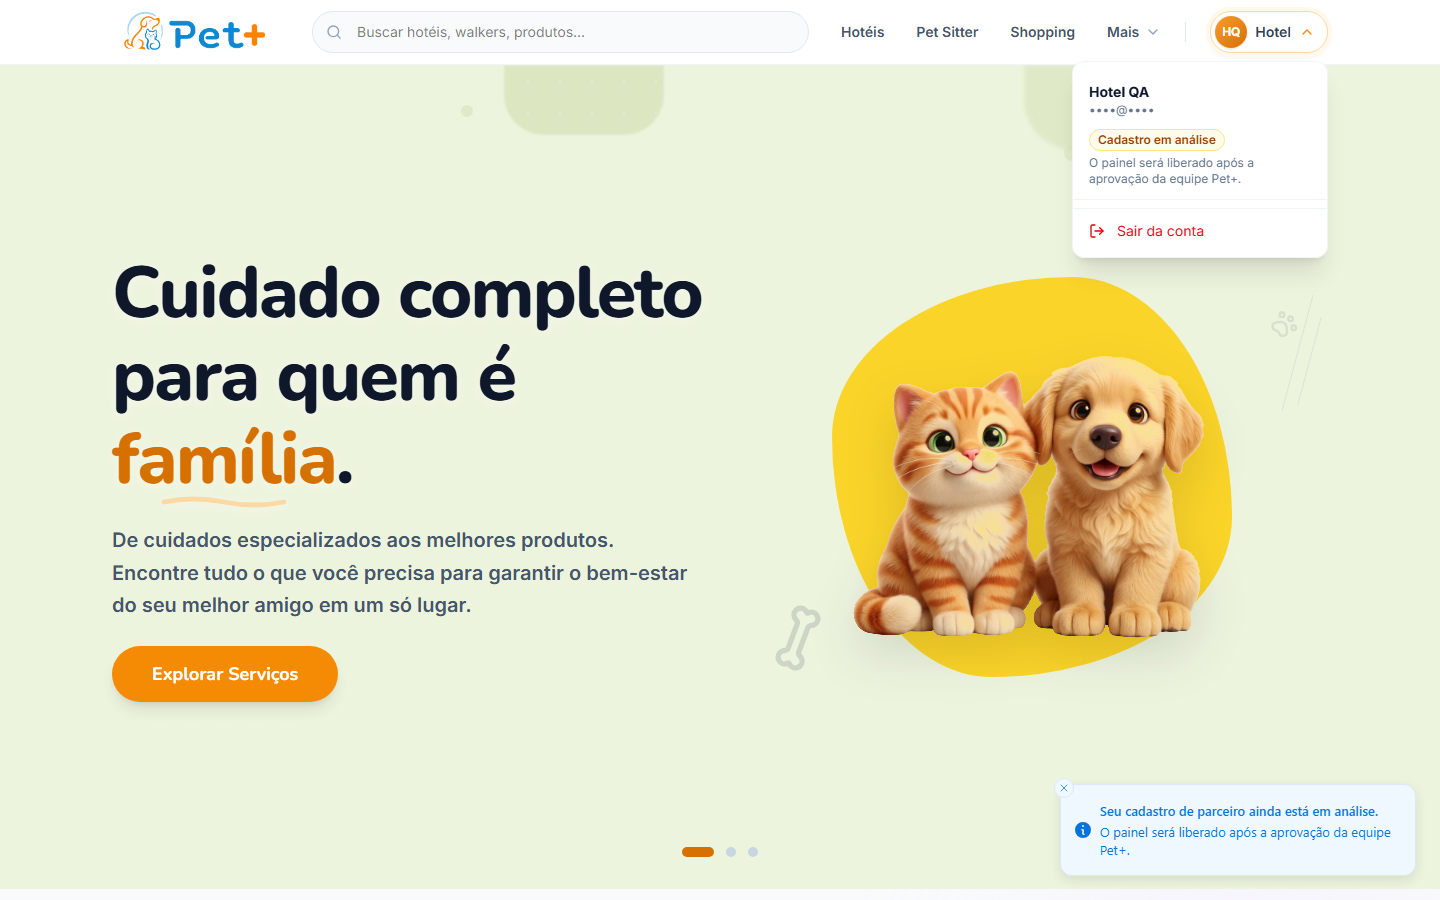 Pet+
Buscar hotéis, walkers, produtos...
Hotéis
Pet Sitter
Shopping
Mais
HQ
Hotel
Hotel QA
••••@••••
Cadastro em análise
O painel será liberado após a
aprovação da equipe Pet+.
Sair da conta
Cuidado completo
para quem é
família.
De cuidados especializados aos melhores produtos.
Encontre tudo o que você precisa para garantir o bem-estar
do seu melhor amigo em um só lugar.
Explorar Serviços
Seu cadastro de parceiro ainda está em análise.
O painel será liberado após a aprovação da equipe
Pet+.